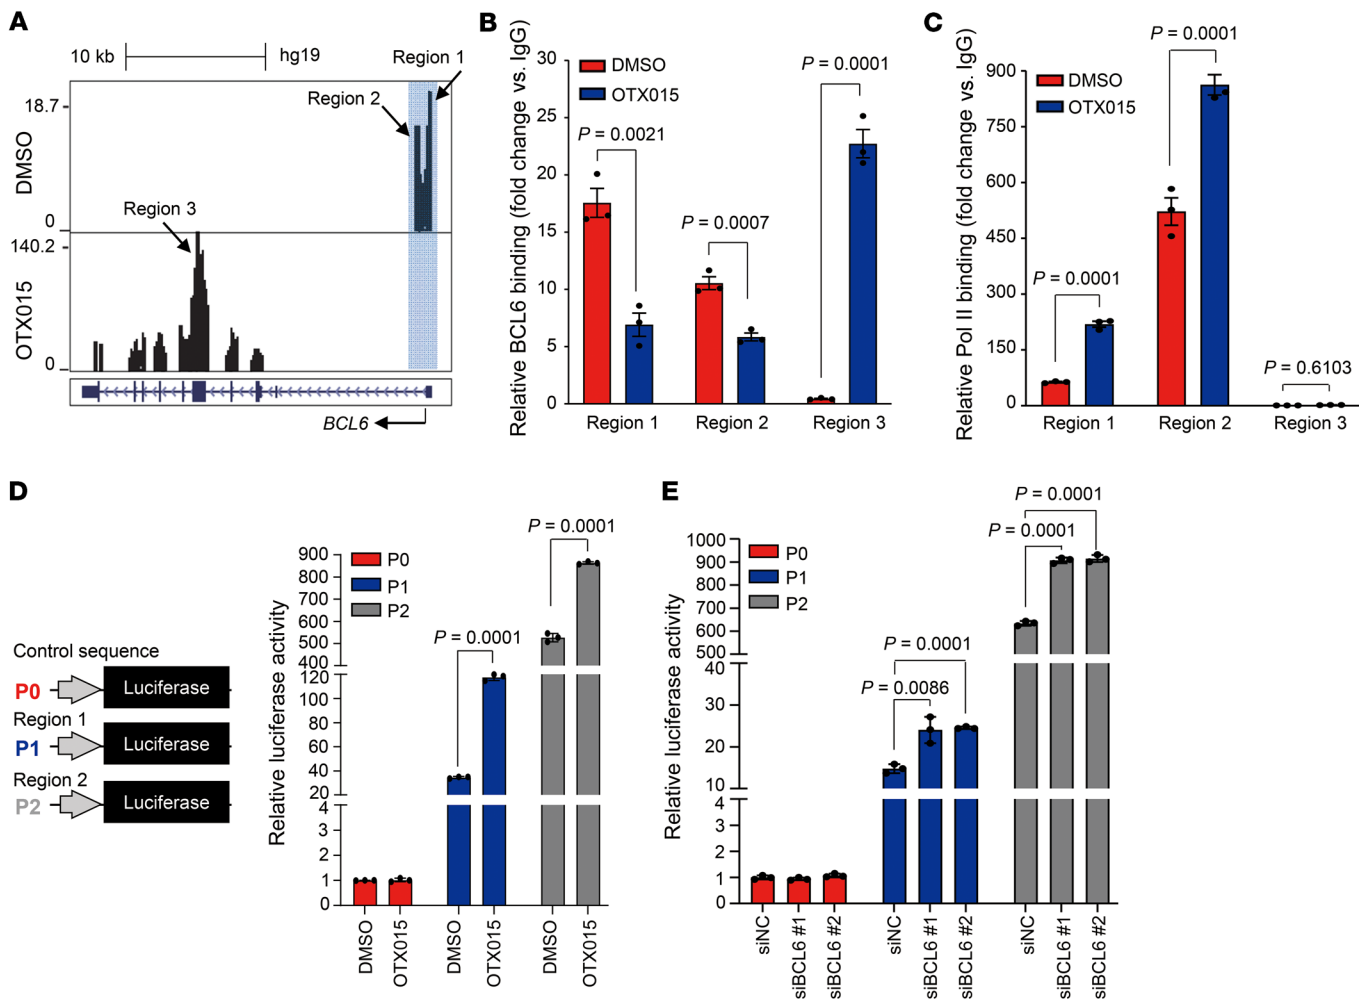 A
10 kb
hg19
Region 1
Region 2
18.7
DMSO
0
Region 3
140.2
OTX015
0
BCL6
B
Relative BCL6 binding (fold change vs. IgG)
30
25
20
15
10
5
0
DMSO
OTX015
P = 0.0021
P = 0.0007
P = 0.0001
Region 1
Region 2
Region 3
C
Relative Pol II binding (fold change vs. IgG)
900
750
600
450
300
150
0
DMSO
OTX015
P = 0.0001
P = 0.0001
P = 0.6103
Region 1
Region 2
Region 3
D
Control sequence
P0
Luciferase
Region 1
P1
Luciferase
Region 2
P2
Luciferase
Relative luciferase activity
900
800
700
600
500
400
120
100
80
60
40
20
4
3
2
1
0
P0
P1
P2
P = 0.0001
P = 0.0001
DMSO
OTX015
DMSO
OTX015
DMSO
OTX015
E
Relative luciferase activity
1000
900
800
700
600
500
40
30
20
10
4
3
2
1
0
P0
P1
P2
P = 0.0086
P = 0.0001
P = 0.0001
P = 0.0001
siNC
siBCL6 #1
siBCL6 #2
siNC
siBCL6 #1
siBCL6 #2
siNC
siBCL6 #1
siBCL6 #2